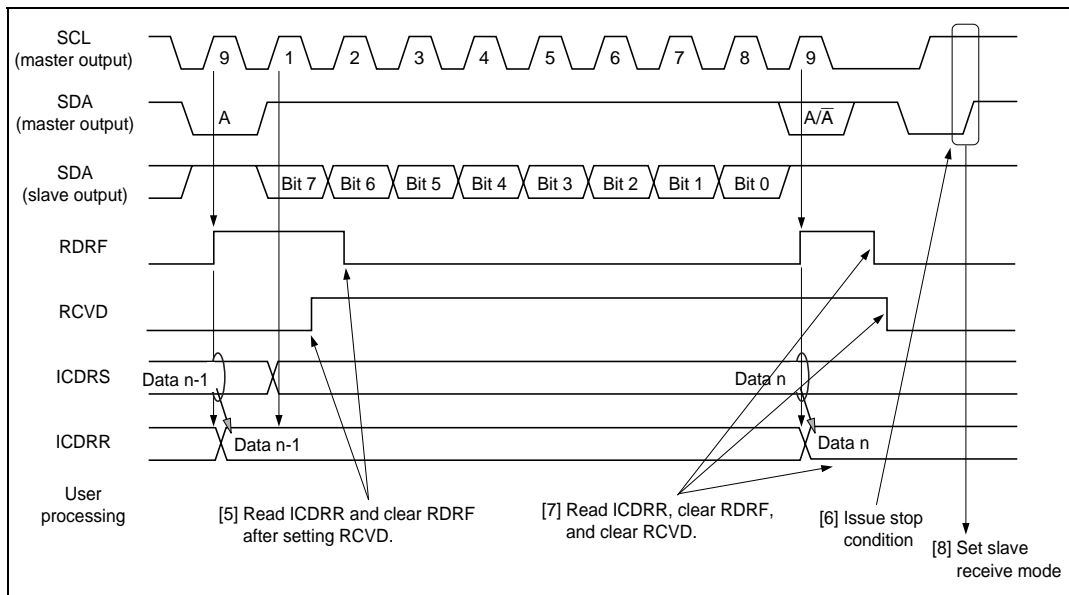 SCL
(master output)
9 1 2 3 4 5 6 7 8 9
SDA
(master output)
A A/A̅
SDA
(slave output)
Bit 7 Bit 6 Bit 5 Bit 4 Bit 3 Bit 2 Bit 1 Bit 0
RDRF
RCVD
ICDRS
Data n-1 Data n
ICDRR
Data n-1 Data n
User
processing
[5] Read ICDRR and clear RDRF
after setting RCVD.
[7] Read ICDRR, clear RDRF,
and clear RCVD.
[6] Issue stop
condition
[8] Set slave
receive mode